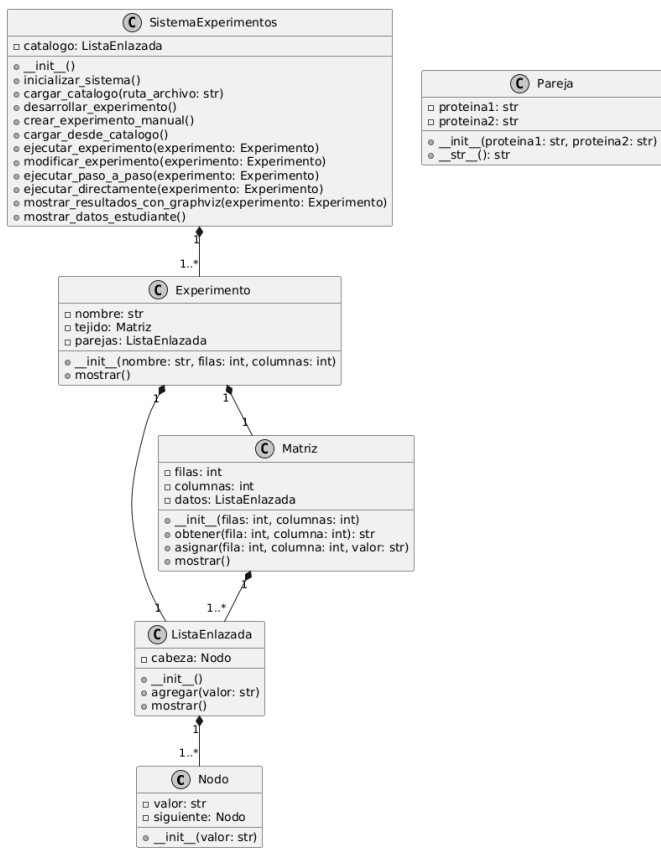 C SistemaExperimentos
catalogo: ListaEnlazada
__init__()
inicializar_sistema()
cargar_catalogo(ruta_archivo: str)
desarrollar_experimento()
crear_experimento_manual()
cargar_desde_catalogo()
ejecutar_experimento(experimento: Experimento)
modificar_experimento(experimento: Experimento)
ejecutar_paso_a_paso(experimento: Experimento)
ejecutar_directamente(experimento: Experimento)
mostrar_resultados_con_graphviz(experimento: Experimento)
mostrar_datos_estudiante()
C Pareja
proteina1: str
proteina2: str
__init__(proteina1: str, proteina2: str)
__str__(): str
1
1..*
C Experimento
nombre: str
tejido: Matriz
parejas: ListaEnlazada
__init__(nombre: str, filas: int, columnas: int)
mostrar()
1
1
1
C Matriz
filas: int
columnas: int
datos: ListaEnlazada
__init__(filas: int, columnas: int)
obtener(fila: int, columna: int): str
asignar(fila: int, columna: int, valor: str)
mostrar()
1
1
1..*
C ListaEnlazada
cabeza: Nodo
__init__()
agregar(valor: str)
mostrar()
1
1..*
C Nodo
valor: str
siguiente: Nodo
__init__(valor: str)